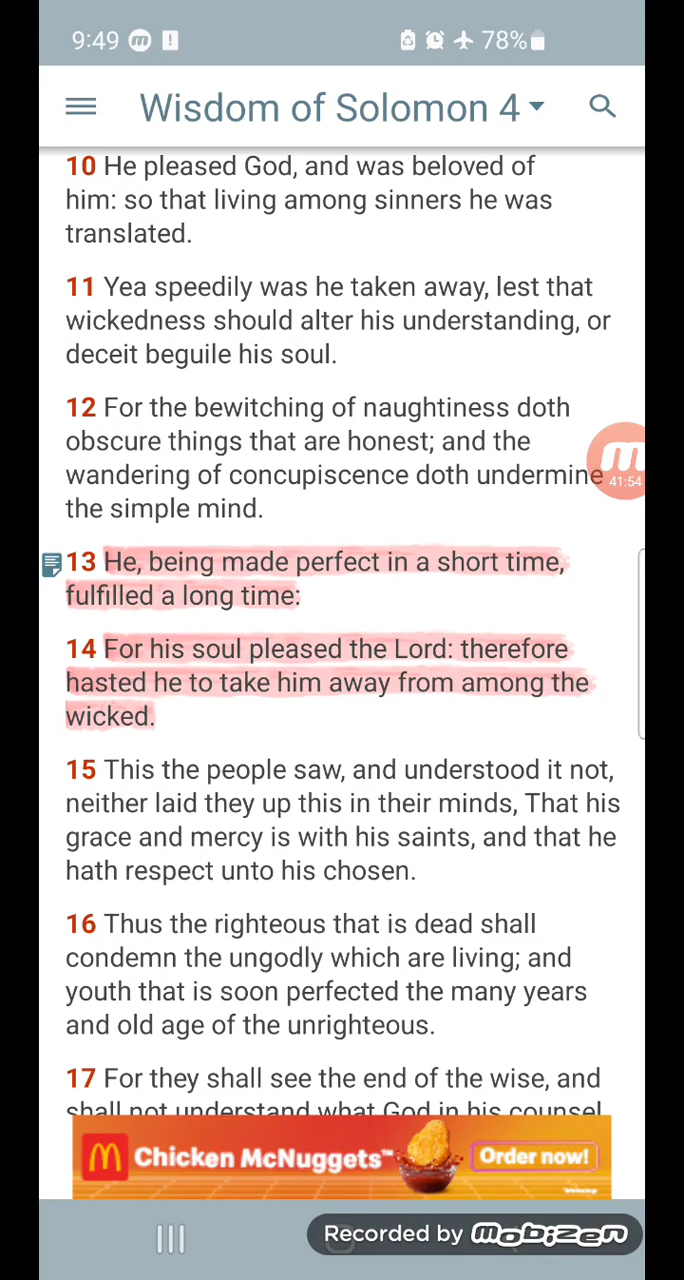 9:49 m ! 78%
Wisdom of Solomon 4
10 He pleased God, and was beloved of
him: so that living among sinners he was
translated.
11 Yea speedily was he taken away, lest that
wickedness should alter his understanding, or
deceit beguile his soul.
12 For the bewitching of naughtiness doth
obscure things that are honest; and the
wandering of concupiscence doth undermine
the simple mind.
m
41:54
13 He, being made perfect in a short time,
fulfilled a long time:
14 For his soul pleased the Lord: therefore
hasted he to take him away from among the
wicked.
15 This the people saw, and understood it not,
neither laid they up this in their minds, That his
grace and mercy is with his saints, and that he
hath respect unto his chosen.
16 Thus the righteous that is dead shall
condemn the ungodly which are living; and
youth that is soon perfected the many years
and old age of the unrighteous.
17 For they shall see the end of the wise, and
shall not understand what God in his counsel
m Chicken McNuggets™ Order now!
Recorded by mobizen